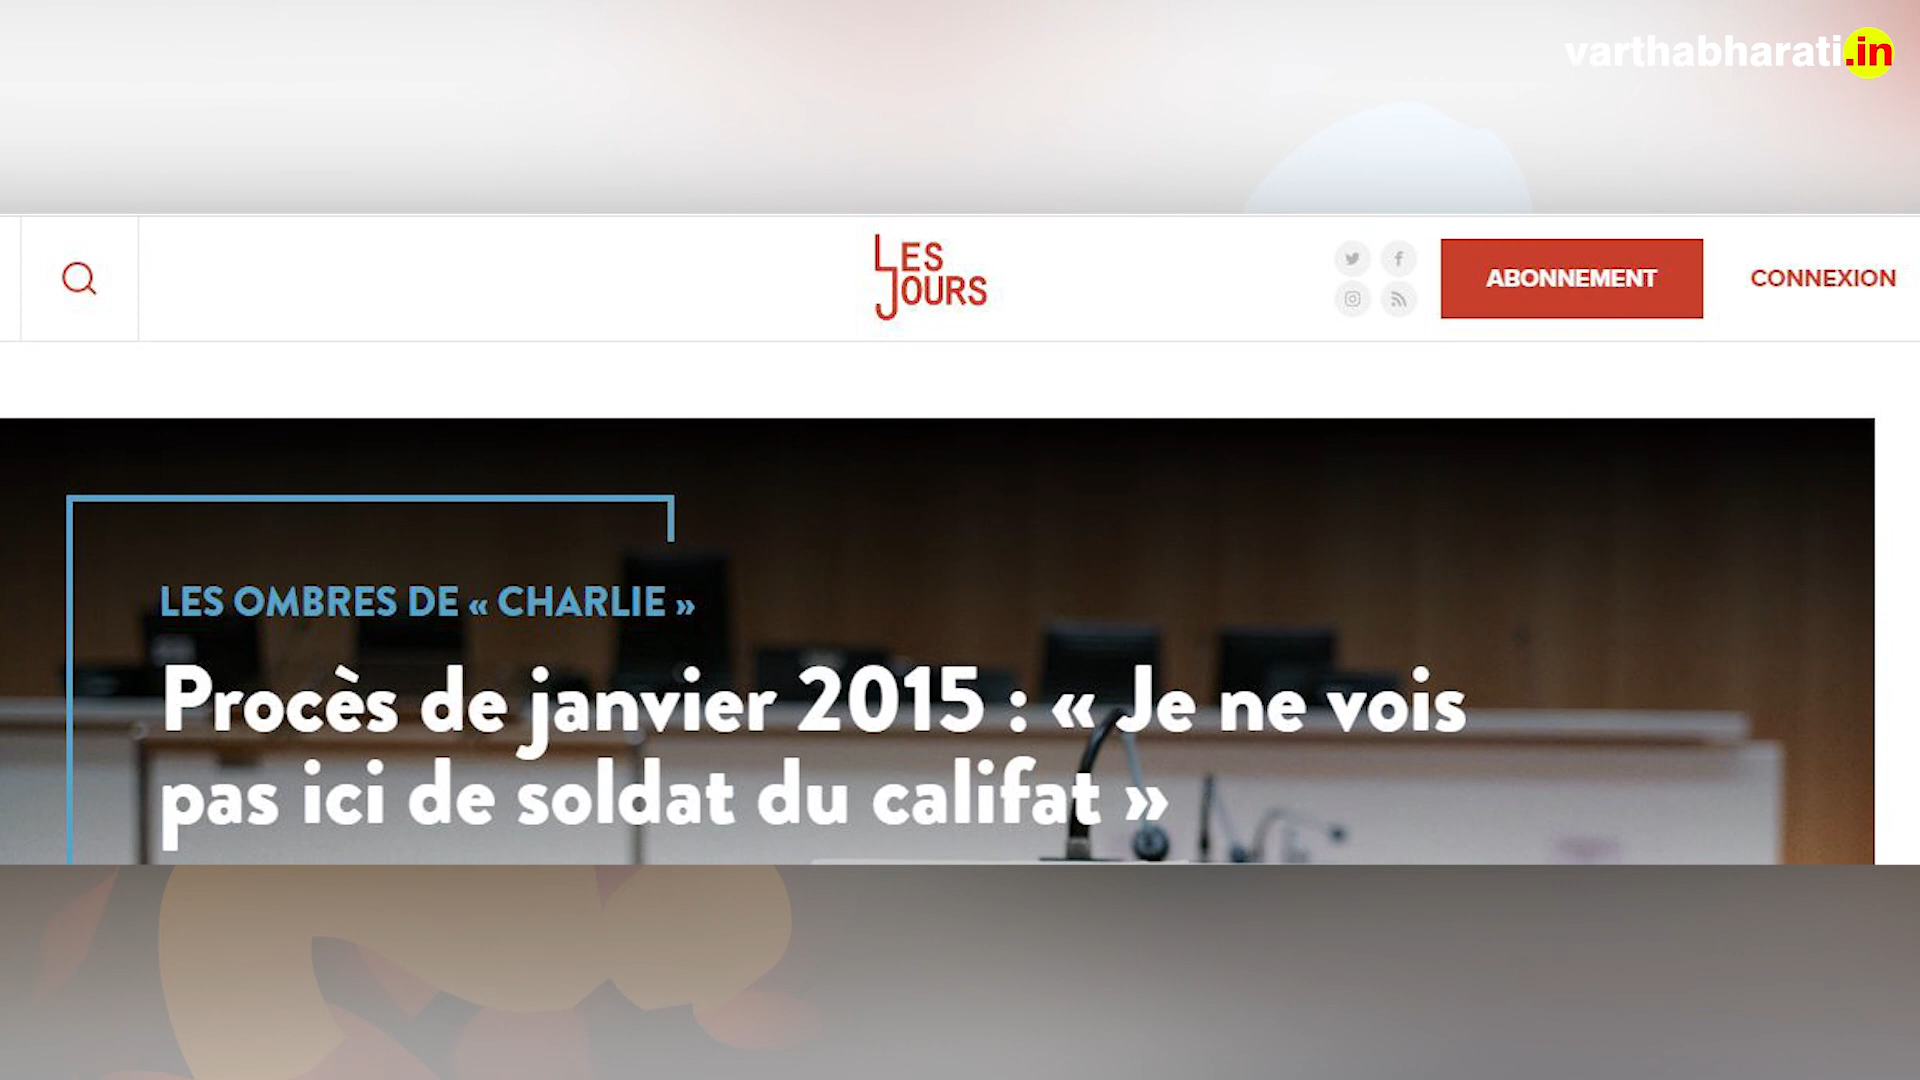 varthabharati.in
LES
JOURS
ABONNEMENT
CONNEXION
LES OMBRES DE « CHARLIE »
Procès de janvier 2015 : « Je ne vois
pas ici de soldat du califat »